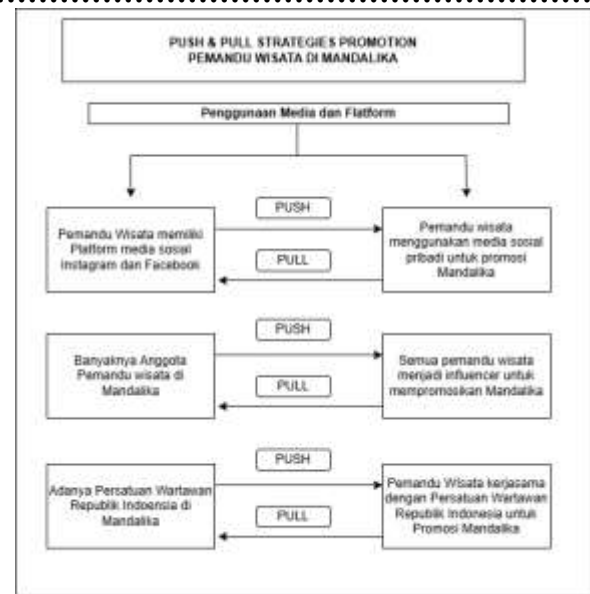 PUSH & PULL STRATEGIES PROMOTION
PEMANDU WISATA DI MANDALIKA
Penggunaan Media dan Flatform
Pemandu Wisata memiliki
Platform media sosial
Instagram dan Facebook
PUSH
PULL
Pemandu wisata
menggunakan media sosial
pribadi untuk promosi
Mandalika
Banyaknya Anggota
Pemandu wisata di
Mandalika
PUSH
PULL
Semua pemandu wisata
menjadi influencer untuk
mempromosikan Mandalika
Adanya Persatuan Wartawan
Republik Indoensia di
Mandalika
PUSH
PULL
Pemandu Wisata kerjasama
dengan Persatuan Wartawan
Republik Indonesia untuk
Promosi Mandalika